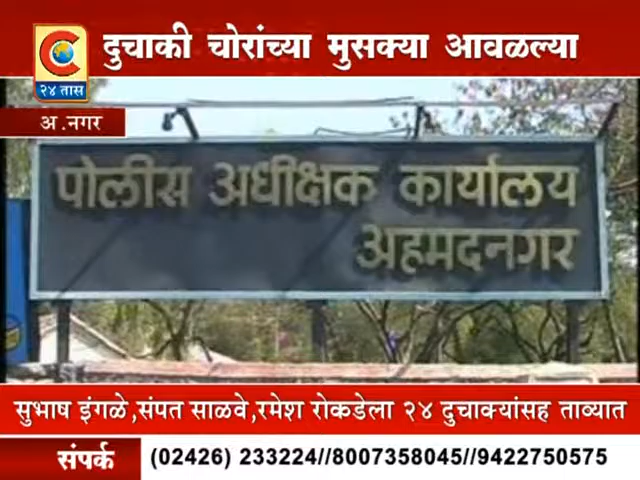 दुचाकी चोरांच्या मुसक्या आवळल्या
C
२४ तास
अ.नगर
पोलीस अधीक्षक कार्यालय
अहमदनगर
सुभाष इंगळे,संपत साळवे,रमेश रोकडेला २४ दुचाक्यांसह ताब्यात
संपर्क (02426) 233224//8007358045//9422750575